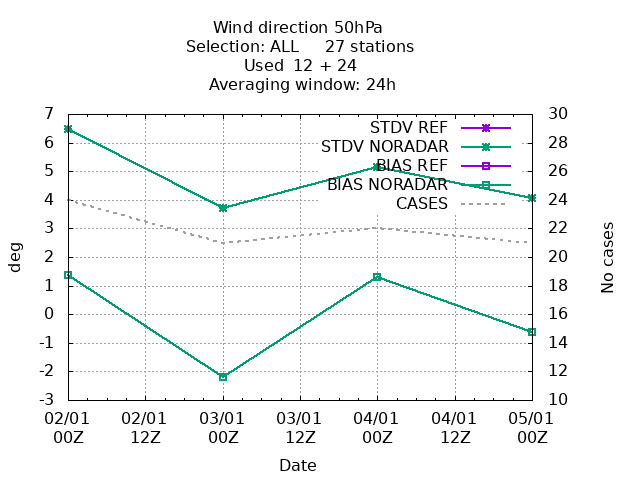 Wind direction 50hPa
Selection: ALL 27 stations
Used 12 + 24
Averaging window: 24h
STDV REF
STDV NORADAR
BIAS REF
BIAS NORADAR
CASES
7
6
5
4
3
2
1
0
-1
-2
-3
deg
30
28
26
24
22
20
18
16
14
12
10
No cases
02/01 00Z
02/01 12Z
03/01 00Z
03/01 12Z
04/01 00Z
04/01 12Z
05/01 00Z
Date